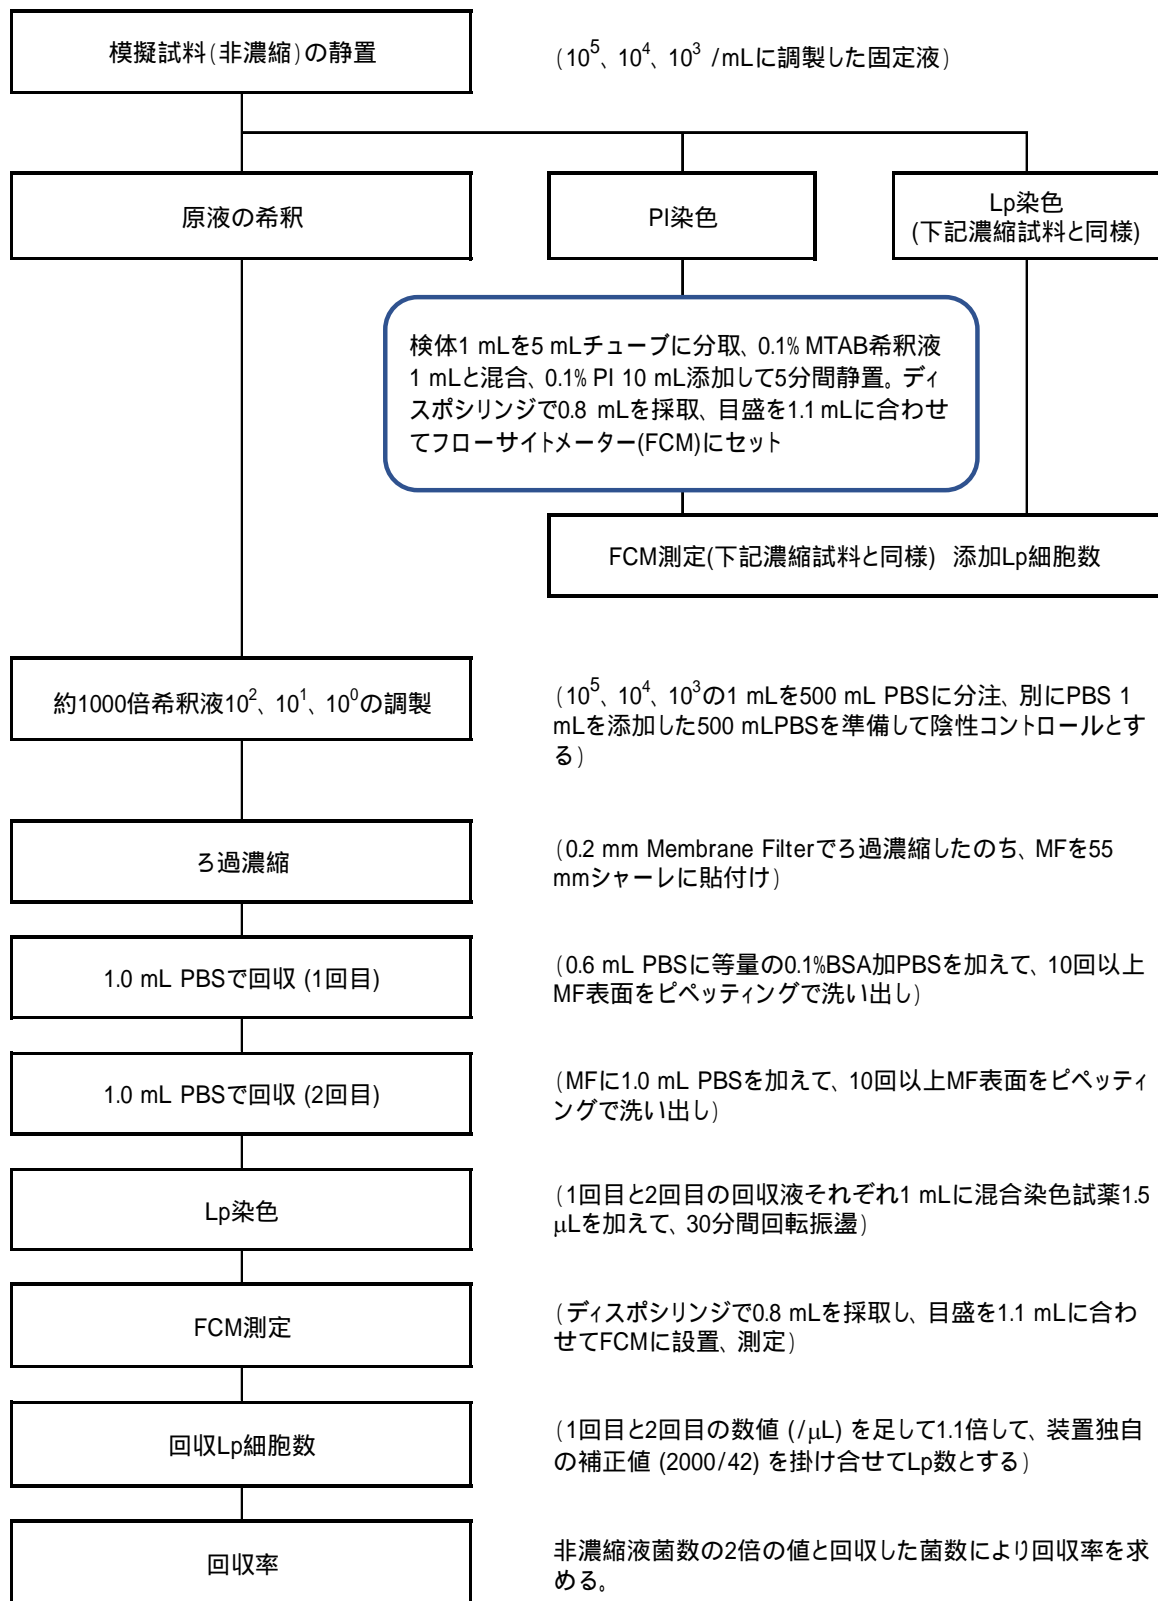 模擬試料(非濃縮)の静置
(10⁵、10⁴、10³ /mLに調製した固定液)
原液の希釈
PI染色
Lp染色
(下記濃縮試料と同様)
検体1 mLを5 mLチューブに分取、0.1% MTAB希釈液
1 mLと混合、0.1% PI 10 mL添加して5分間静置。ディ
スポシリンジで0.8 mLを採取、目盛を1.1 mLに合わせ
てフローサイトメーター(FCM)にセット
FCM測定(下記濃縮試料と同様) 添加Lp細胞数
約1000倍希釈液10²、10¹、10⁰の調製
(10⁵、10⁴、10³の1 mLを500 mL PBSに分注、別にPBS 1
mLを添加した500 mLPBSを準備して陰性コントロールとす
る)
ろ過濃縮
(0.2 mm Membrane Filterでろ過濃縮したのち、MFを55
mmシャーレに貼付け)
1.0 mL PBSで回収 (1回目)
(0.6 mL PBSに等量の0.1%BSA加PBSを加えて、10回以上
MF表面をピペッティングで洗い出し)
1.0 mL PBSで回収 (2回目)
(MFに1.0 mL PBSを加えて、10回以上MF表面をピペッティ
ングで洗い出し)
Lp染色
(1回目と2回目の回収液それぞれ1 mLに混合染色試薬1.5
μLを加えて、30分間回転振盪)
FCM測定
(ディスポシリンジで0.8 mLを採取し、目盛を1.1 mLに合わ
せてFCMに設置、測定)
回収Lp細胞数
(1回目と2回目の数値 (/μL) を足して1.1倍して、装置独自
の補正値 (2000/42) を掛け合せてLp数とする)
回収率
非濃縮液菌数の2倍の値と回収した菌数により回収率を求
める。